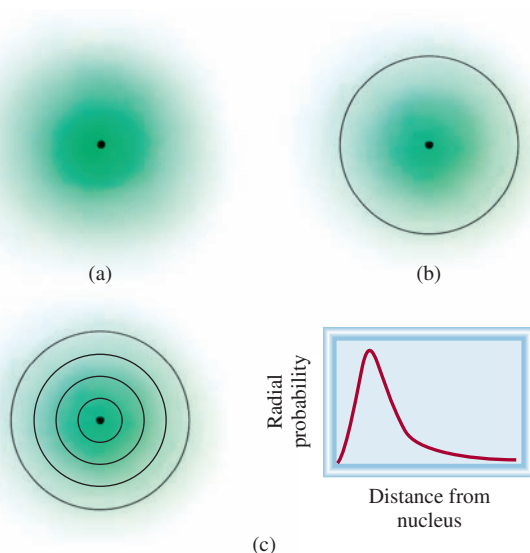 (a)
(b)
Radial
probability
Distance from
nucleus
(c)